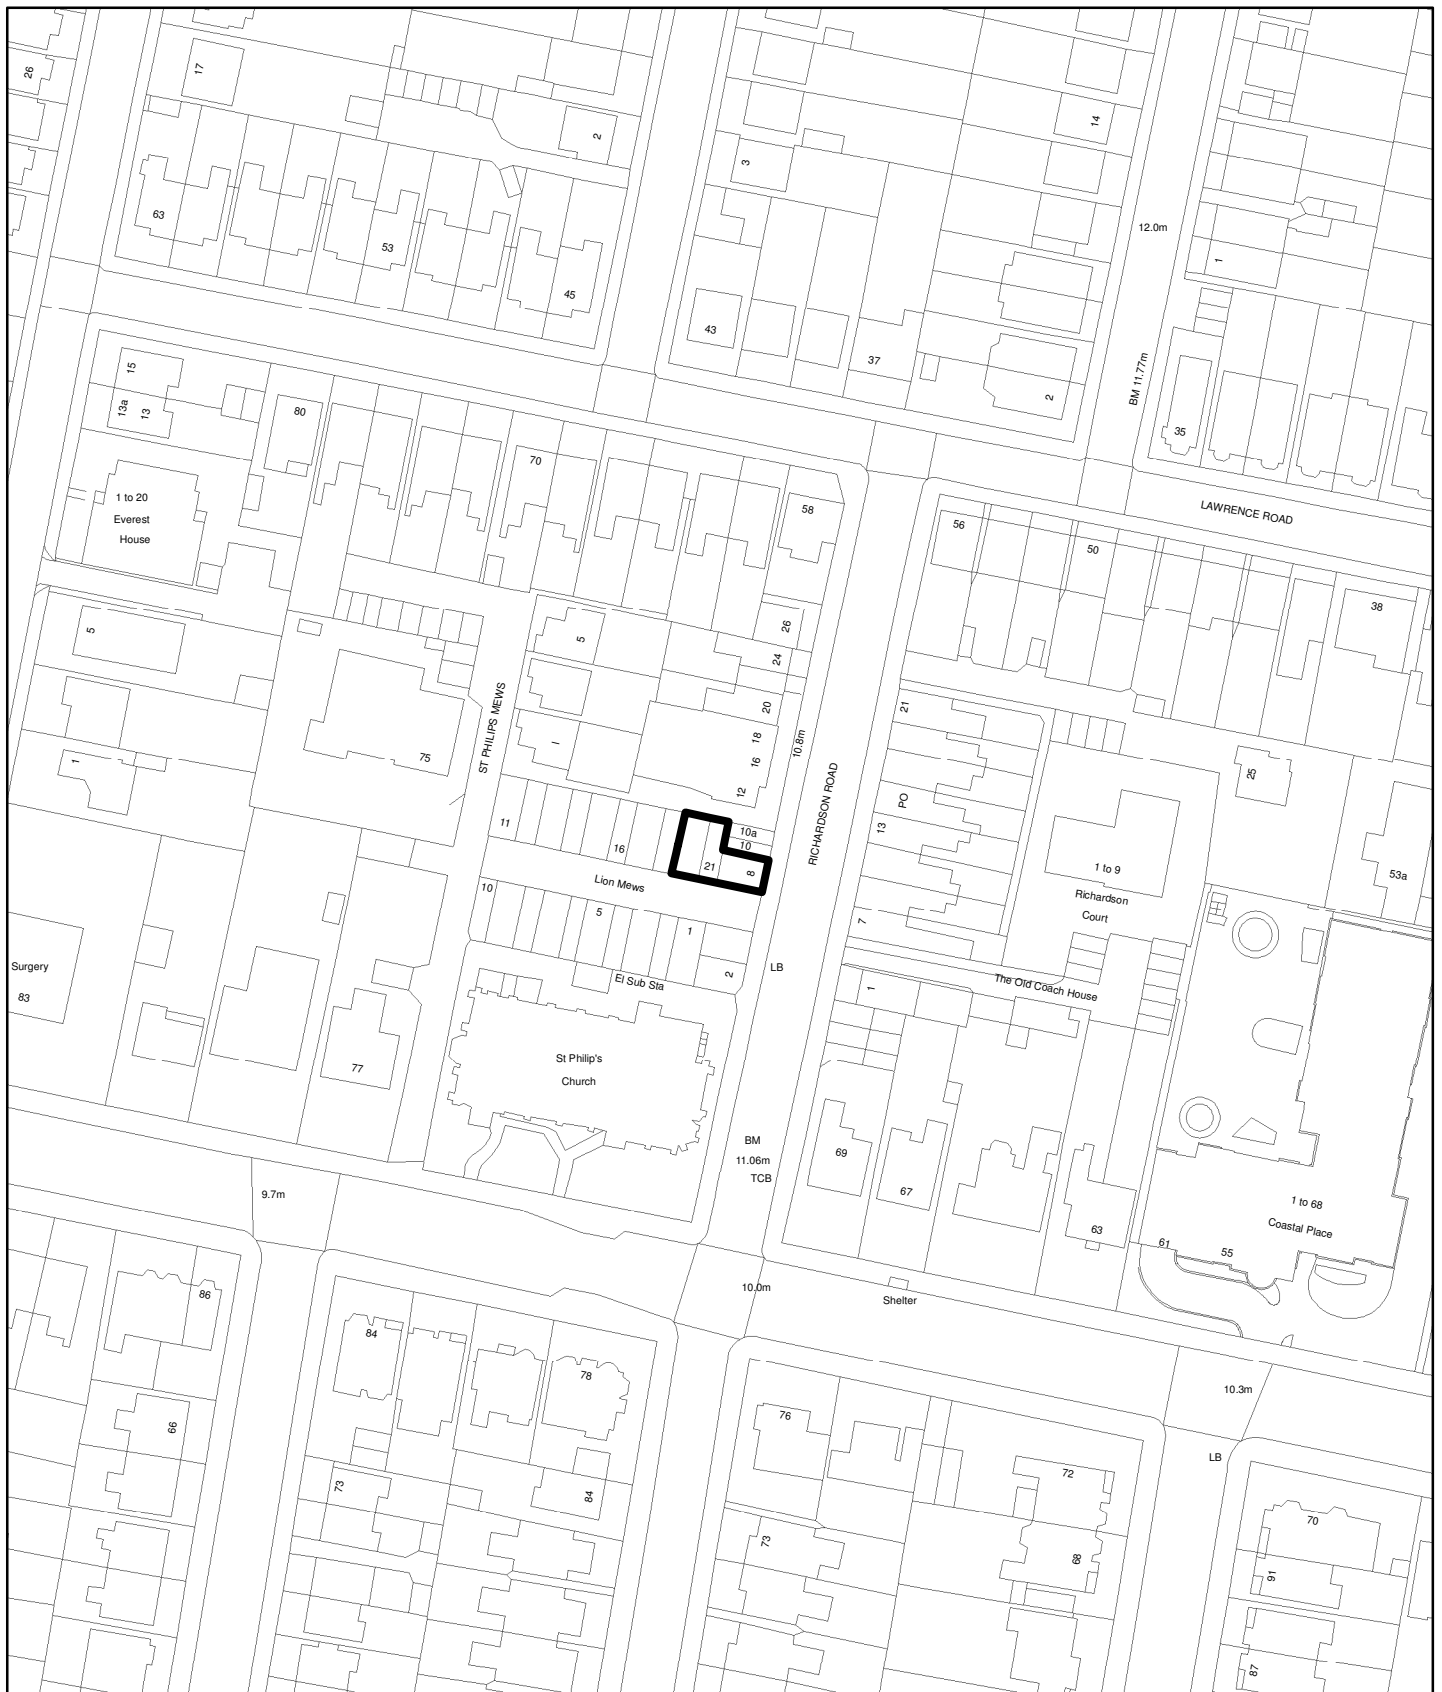 26
17
2
14
3
63
53
45
12.0m
1
43
37
2
BM 11.77m
35
15
13a
13
80
70
58
LAWRENCE ROAD
56
50
38
1 to 20
Everest
House
5
5
26
24
20
18
16
12
10.8m
ST PHILIPS MEWS
RICHARDSON ROAD
21
PO
13
7
25
1
75
1
11
16
10a
10
21
8
Lion Mews
10
5
1
2
1 to 9
Richardson
Court
53a
Surgery
83
LB
El Sub Sta
The Old Coach House
1
St Philip's
Church
77
BM
11.06m
TCB
69
67
63
61
55
1 to 68
Coastal Place
9.7m
10.0m
Shelter
86
84
78
76
10.3m
LB
66
73
84
73
72
68
70
91
87